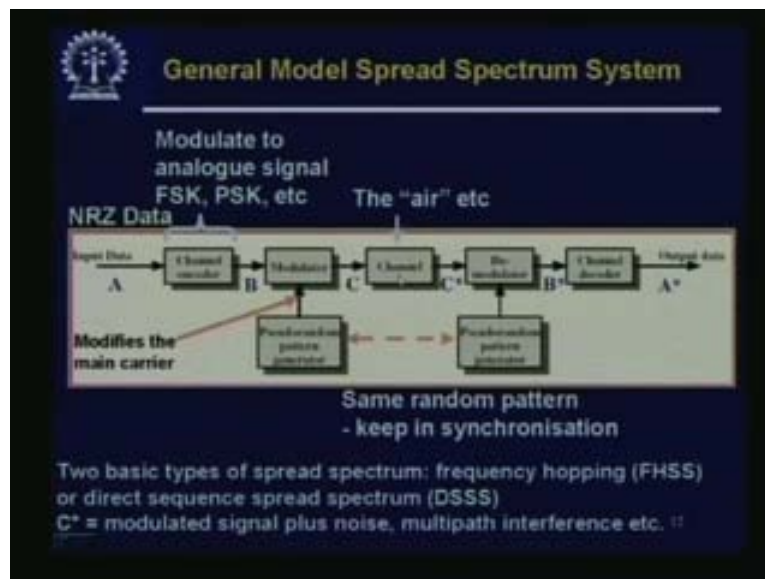 General Model Spread Spectrum System
Modulate to
analogue signal
FSK, PSK, etc
The "air" etc
NRZ Data
Input Data
Channel
encoder
Modulator
Channel
De-
modulator
Channel
decoder
Output data
A
B
C
C*
B*
A*
Modifies the
main carrier
Pseudorandom
pattern
generator
Pseudorandom
pattern
generator
Same random pattern
- keep in synchronisation
Two basic types of spread spectrum: frequency hopping (FHSS)
or direct sequence spread spectrum (DSSS)
C* = modulated signal plus noise, multipath interference etc.